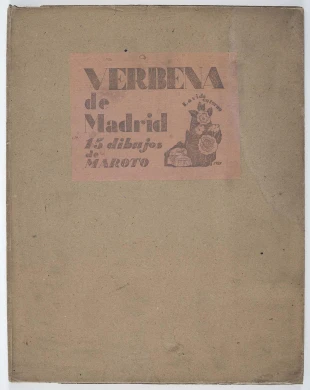 VERBENA
de
Madrid
15 dibujos
de
MAROTO